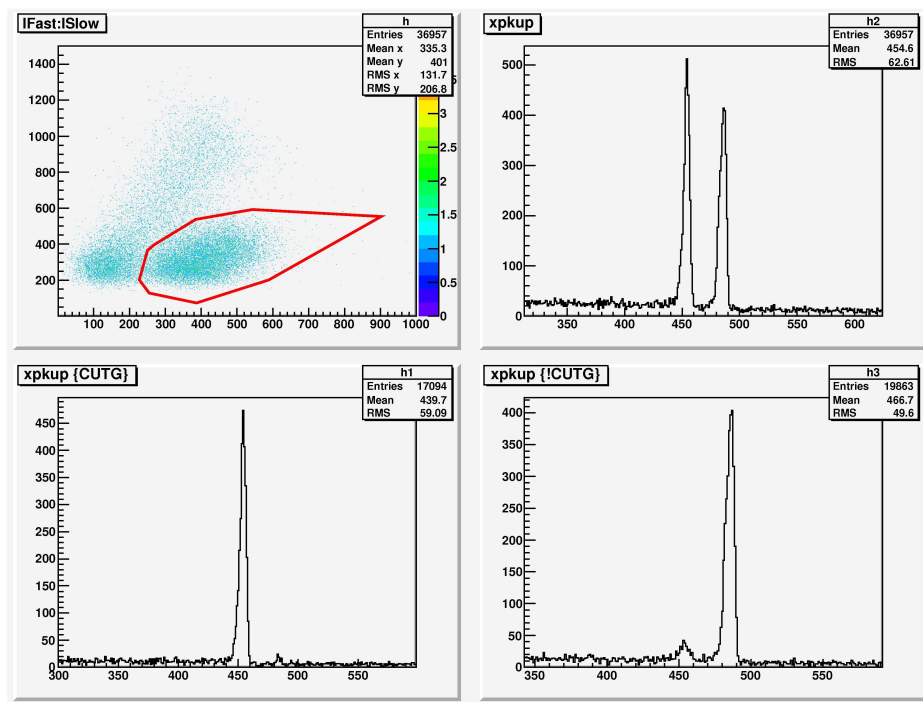 lFast:lSlow
h
Entries 36957
Mean x 335.3
Mean y 401
RMS x 131.7
RMS y 206.8
1400
1200
1000
800
600
400
200
100 200 300 400 500 600 700 800 900 1000
3
2.5
2
1.5
1
0.5
0
xpkup
h2
Entries 36957
Mean 454.6
RMS 62.61
500
400
300
200
100
0
350 400 450 500 550 600
xpkup {CUTG}
h1
Entries 17094
Mean 439.7
RMS 59.09
450
400
350
300
250
200
150
100
50
0
300 350 400 450 500 550
xpkup {!CUTG}
h3
Entries 19863
Mean 466.7
RMS 49.6
400
350
300
250
200
150
100
50
0
350 400 450 500 550